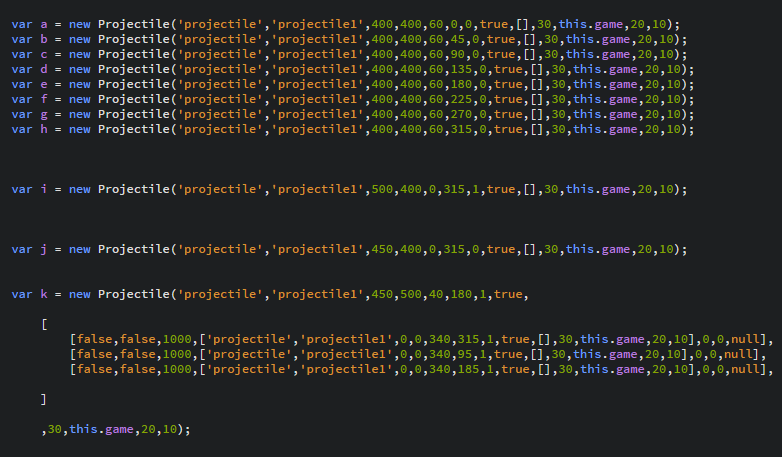 var a = new Projectile('projectile','projectile1',400,400,60,0,0,true,[],30,this.game,20,10);
var b = new Projectile('projectile','projectile1',400,400,60,45,0,true,[],30,this.game,20,10);
var c = new Projectile('projectile','projectile1',400,400,60,90,0,true,[],30,this.game,20,10);
var d = new Projectile('projectile','projectile1',400,400,60,135,0,true,[],30,this.game,20,10);
var e = new Projectile('projectile','projectile1',400,400,60,180,0,true,[],30,this.game,20,10);
var f = new Projectile('projectile','projectile1',400,400,60,225,0,true,[],30,this.game,20,10);
var g = new Projectile('projectile','projectile1',400,400,60,270,0,true,[],30,this.game,20,10);
var h = new Projectile('projectile','projectile1',400,400,60,315,0,true,[],30,this.game,20,10);
var i = new Projectile('projectile','projectile1',500,400,0,315,1,true,[],30,this.game,20,10);
var j = new Projectile('projectile','projectile1',450,400,0,315,0,true,[],30,this.game,20,10);
var k = new Projectile('projectile','projectile1',450,500,40,180,1,true,
[
[false,false,1000,['projectile','projectile1',0,0,340,315,1,true,[],30,this.game,20,10],0,0,null],
[false,false,1000,['projectile','projectile1',0,0,340,95,1,true,[],30,this.game,20,10],0,0,null],
[false,false,1000,['projectile','projectile1',0,0,340,185,1,true,[],30,this.game,20,10],0,0,null],
]
,30,this.game,20,10);